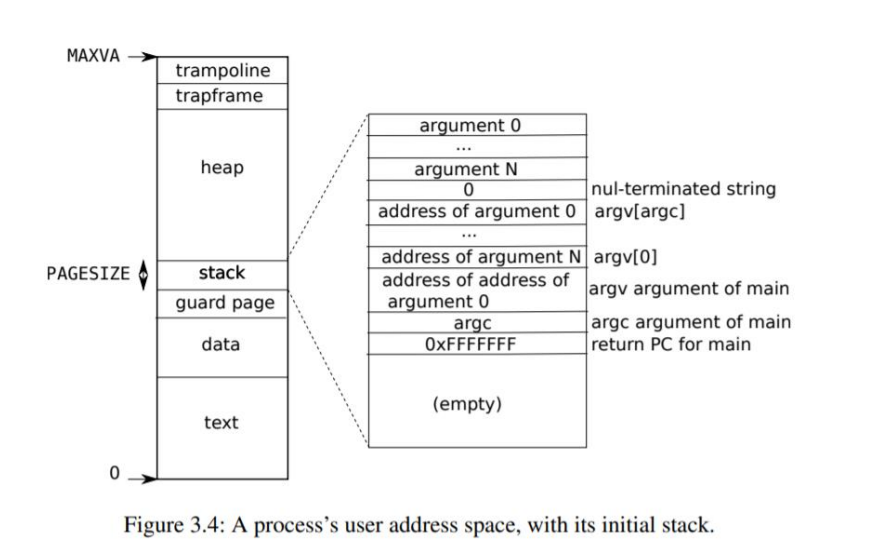 MAXVA
trampoline
trapframe
heap
PAGESIZE
stack
guard page
data
text
0
argument 0
...
argument N
0
nul-terminated string
address of argument 0
argv[argc]
...
address of argument N
argv[0]
address of address of
argument 0
argv argument of main
argc
argc argument of main
0xFFFFFFF
return PC for main
(empty)
Figure 3.4: A process's user address space, with its initial stack.